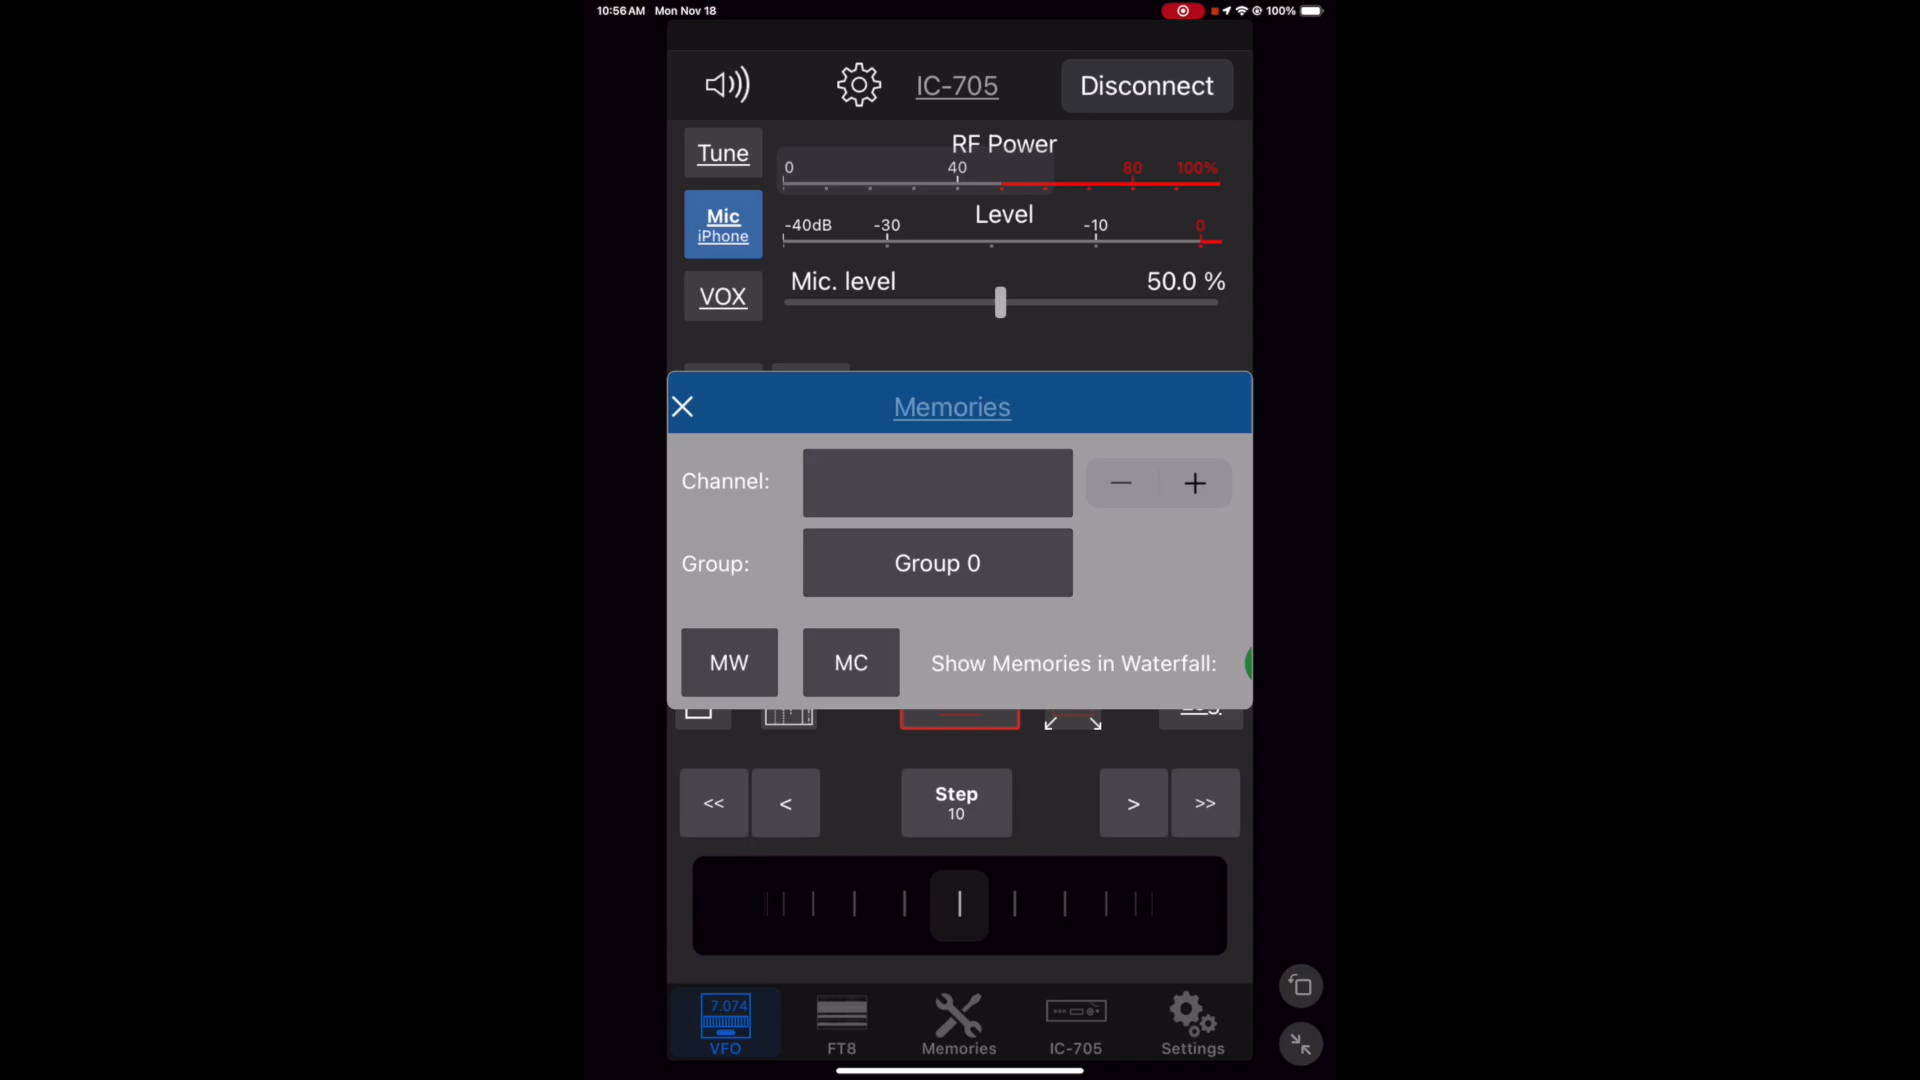 10:56 AM Mon Nov 18
100%
IC-705
Disconnect
Tune
RF Power
0 40 80 100%
Mic
iPhone
Level
-40dB -30 -10 0
VOX
Mic. level
50.0 %
Memories
Channel:
− +
Group:
Group 0
MW
MC
Show Memories in Waterfall:
<<
<
Step
10
>
>>
7.074
VFO
FT8
Memories
IC-705
Settings